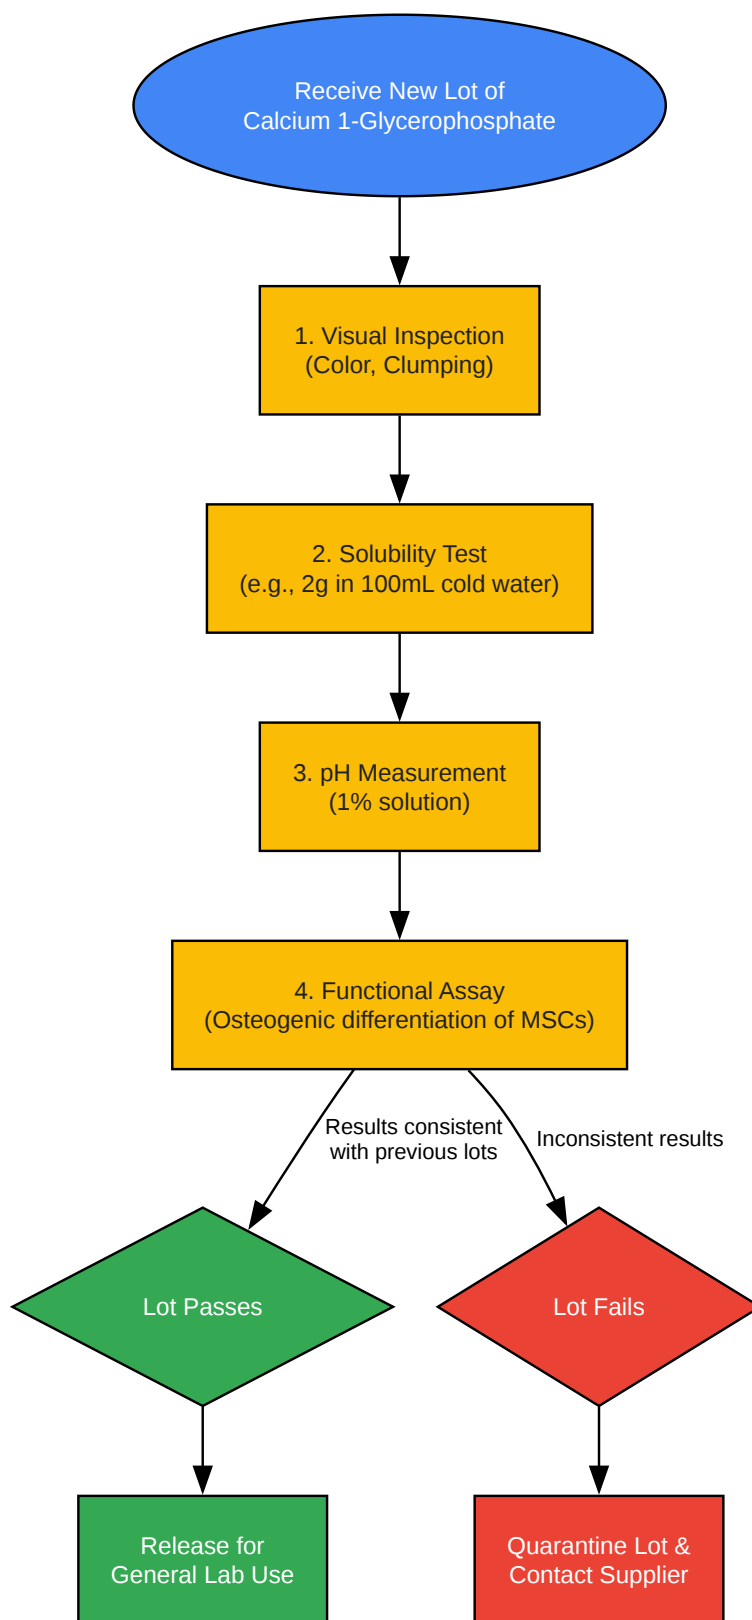 Receive New Lot of
Calcium 1-Glycerophosphate
1. Visual Inspection
(Color, Clumping)
2. Solubility Test
(e.g., 2g in 100mL cold water)
3. pH Measurement
(1% solution)
4. Functional Assay
(Osteogenic differentiation of MSCs)
Results consistent
with previous lots
Inconsistent results
Lot Passes
Lot Fails
Release for
General Lab Use
Quarantine Lot &
Contact Supplier